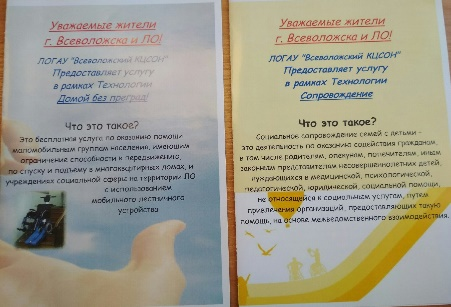 Уважаемые жители
г. Всеволожска и ЛО!
ЛОГАУ "Всеволожский КЦСОН"
Предоставляет услугу
в рамках Технологии
Домой без преград!
Что это такое?
Это бесплатная услуга по оказанию помощи
маломобильным группам населения, имеющим
ограничение способности к передвижению,
по спуску и подъему в многоквартирных домах, и
учреждениях социальной сферы на территории ЛО
с использованием
мобильного лестничного
устройства
Уважаемые жители
г. Всеволожска и ЛО!
ЛОГАУ "Всеволожский КЦСОН"
Предоставляет услугу
в рамках Технологии
Сопровождение
Что это такое?
Социальное сопровождение семей с детьми -
это деятельность по оказанию содействия гражданам,
в том числе родителям, опекунам, попечителям, иным
законным представителям несовершеннолетних детей,
нуждающихся в медицинской, психологической,
педагогической, юридической, социальной помощи,
не относящейся к социальным услугам, путем
привлечения организаций, предоставляющих такую
помощь, на основе межведомственного взаимодействия.